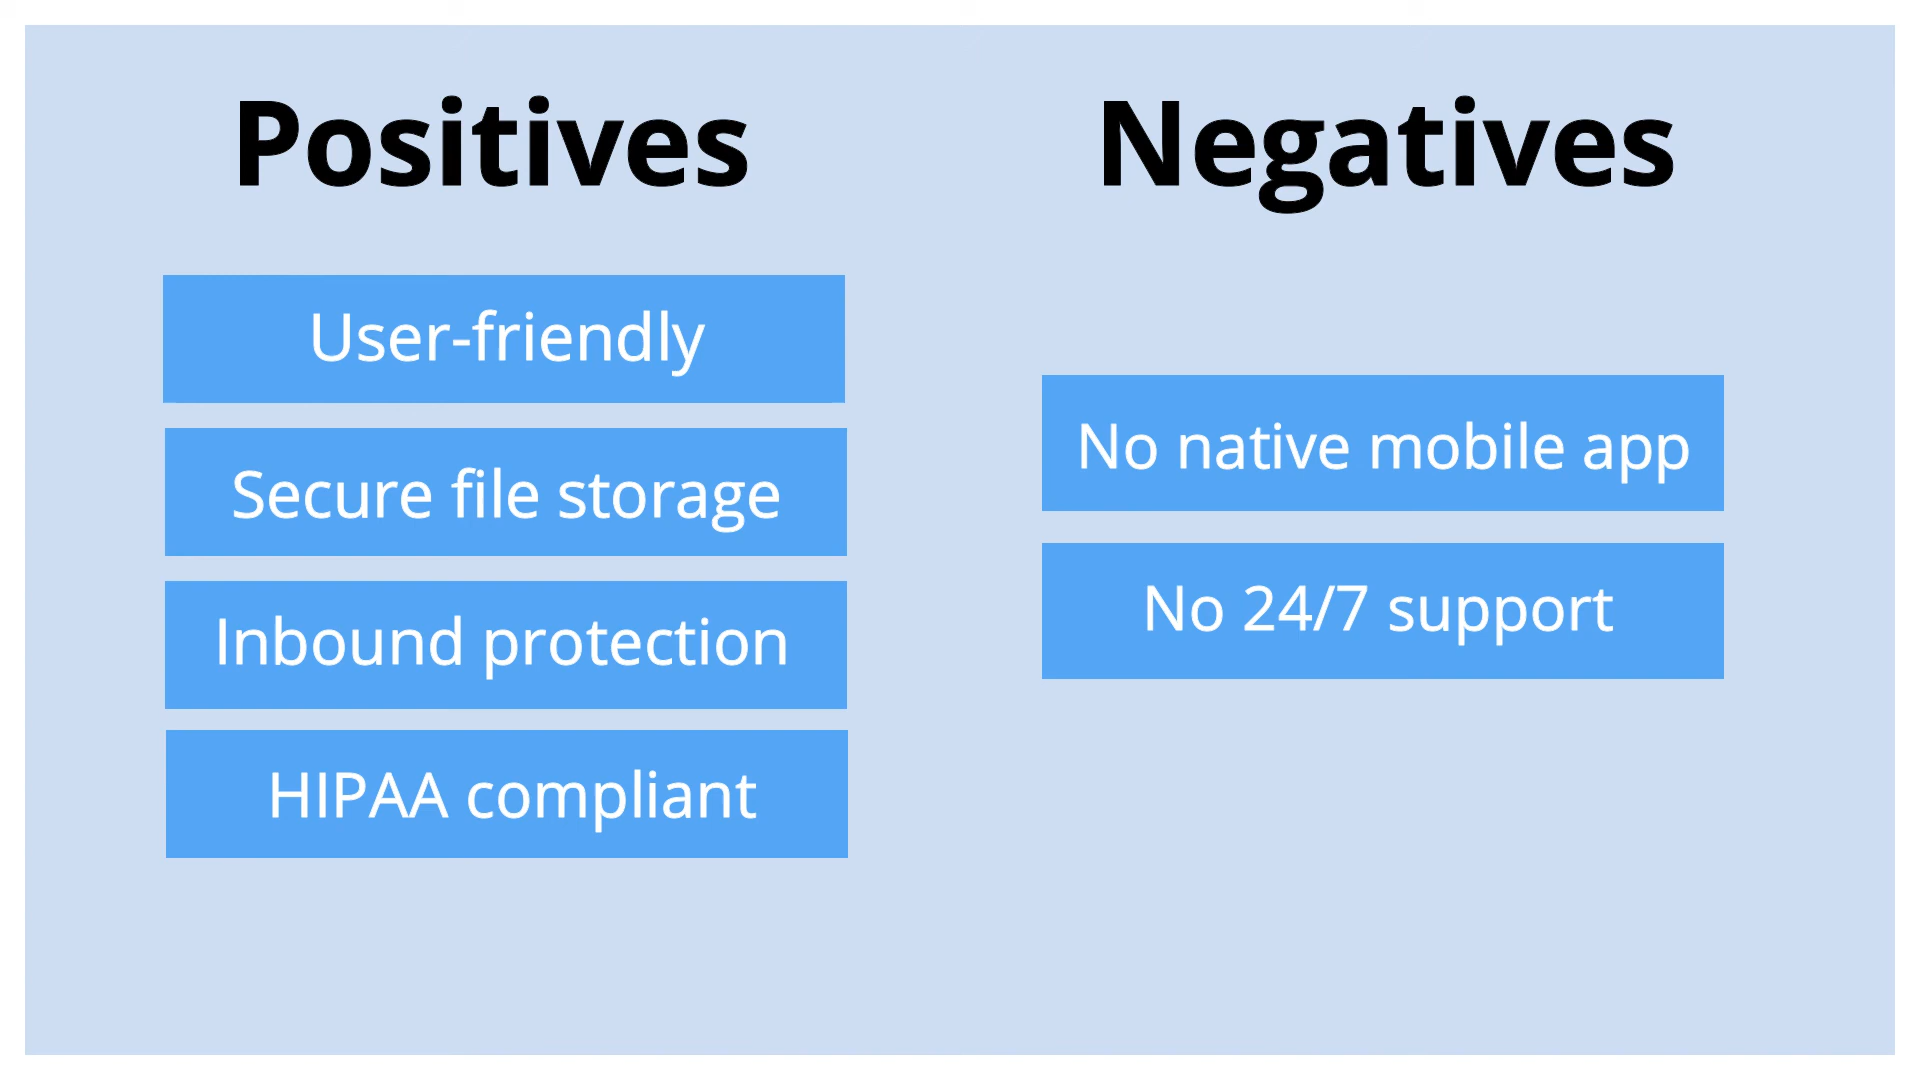 Positives
User-friendly
Secure file storage
Inbound protection
HIPAA compliant
Negatives
No native mobile app
No 24/7 support